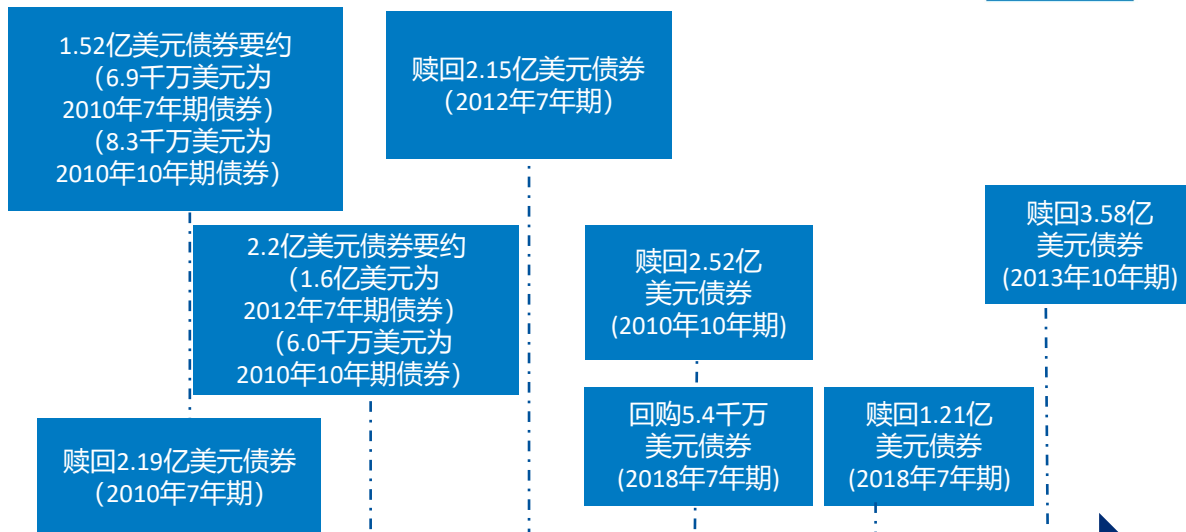 1.52亿美元债券要约
（6.9千万美元为
2010年7年期债券）
（8.3千万美元为
2010年10年期债券）
赎回2.15亿美元债券
（2012年7年期）
赎回3.58亿
美元债券
(2013年10年期)
2.2亿美元债券要约
（1.6亿美元为
2012年7年期债券）
（6.0千万美元为
2010年10年期债券）
赎回2.52亿
美元债券
(2010年10年期)
赎回2.19亿美元债券
（2010年7年期）
回购5.4千万
美元债券
(2018年7年期)
赎回1.21亿
美元债券
(2018年7年期)